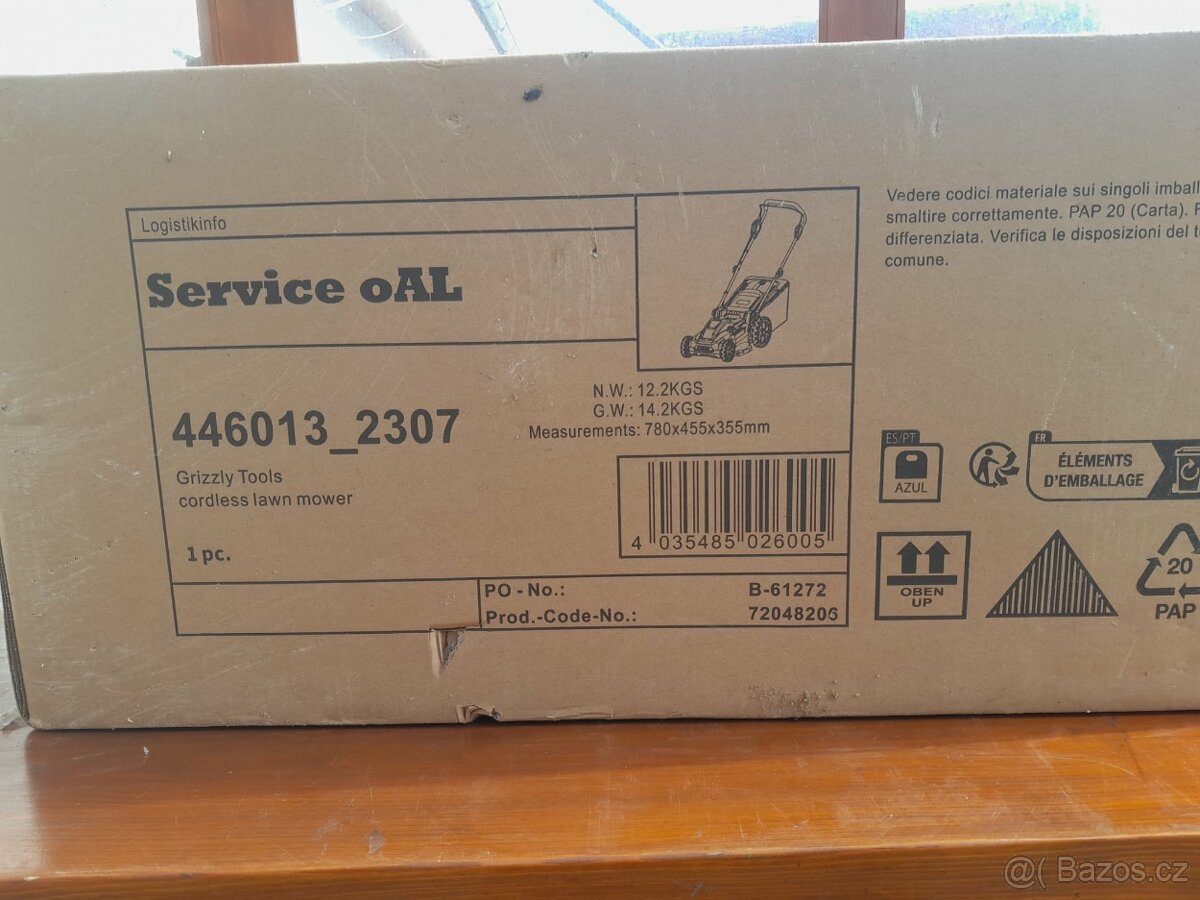 Logistikinfo
Service oAL
446013_2307
Grizzly Tools
cordless lawn mower
1 pc.
N.W.: 12.2KGS
G.W.: 14.2KGS
Measurements: 780x455x355mm
4 035485 026005
PO - No.: B-61272
Prod.-Code-No.: 72048206
Vedere codici materiale sui singoli imball
smaltire correttamente. PAP 20 (Carta).
differenziata. Verifica le disposizioni del
comune.
ES/PT
AZUL
FR
ÉLÉMENTS
D'EMBALLAGE
OBEN
UP
20
PAP
@( Bazos.cz